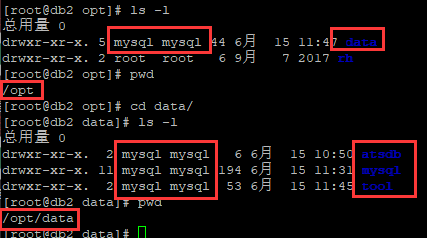 [root@db2 opt]# ls -l
总用量 0
drwxr-xr-x. 5 mysql mysql 44 6月 15 11:47 data
drwxr-xr-x. 2 root root 6 9月 7 2017 rh
[root@db2 opt]# pwd
/opt
[root@db2 opt]# cd data/
[root@db2 data]# ls -l
总用量 0
drwxr-xr-x. 2 mysql mysql 6 6月 15 10:50 atsdb
drwxr-xr-x. 11 mysql mysql 194 6月 15 11:31 mysql
drwxr-xr-x. 2 mysql mysql 53 6月 15 11:45 tool
[root@db2 data]# pwd
/opt/data
[root@db2 data]#